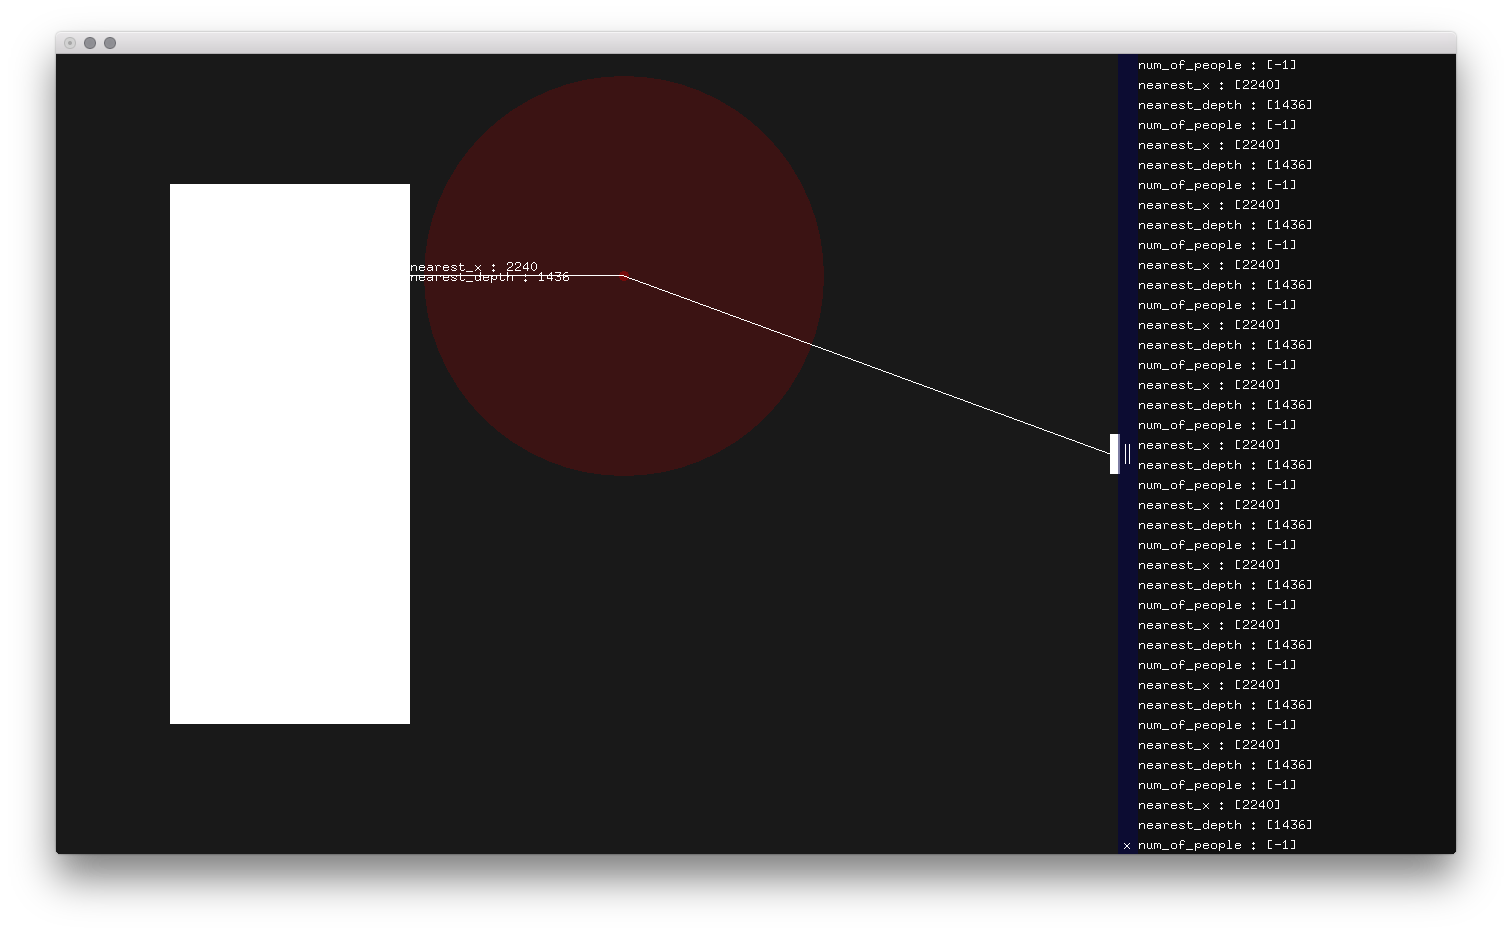 nearest_x : 2240
nearest_depth : 1436
num_of_people : [-1]
nearest_x : [2240]
nearest_depth : [1436]
num_of_people : [-1]
nearest_x : [2240]
nearest_depth : [1436]
num_of_people : [-1]
nearest_x : [2240]
nearest_depth : [1436]
num_of_people : [-1]
nearest_x : [2240]
nearest_depth : [1436]
num_of_people : [-1]
nearest_x : [2240]
nearest_depth : [1436]
num_of_people : [-1]
nearest_x : [2240]
nearest_depth : [1436]
num_of_people : [-1]
nearest_x : [2240]
nearest_depth : [1436]
num_of_people : [-1]
nearest_x : [2240]
nearest_depth : [1436]
num_of_people : [-1]
nearest_x : [2240]
nearest_depth : [1436]
num_of_people : [-1]
nearest_x : [2240]
nearest_depth : [1436]
num_of_people : [-1]
nearest_x : [2240]
nearest_depth : [1436]
num_of_people : [-1]
nearest_x : [2240]
nearest_depth : [1436]
num_of_people : [-1]
nearest_x : [2240]
nearest_depth : [1436]
x num_of_people : [-1]